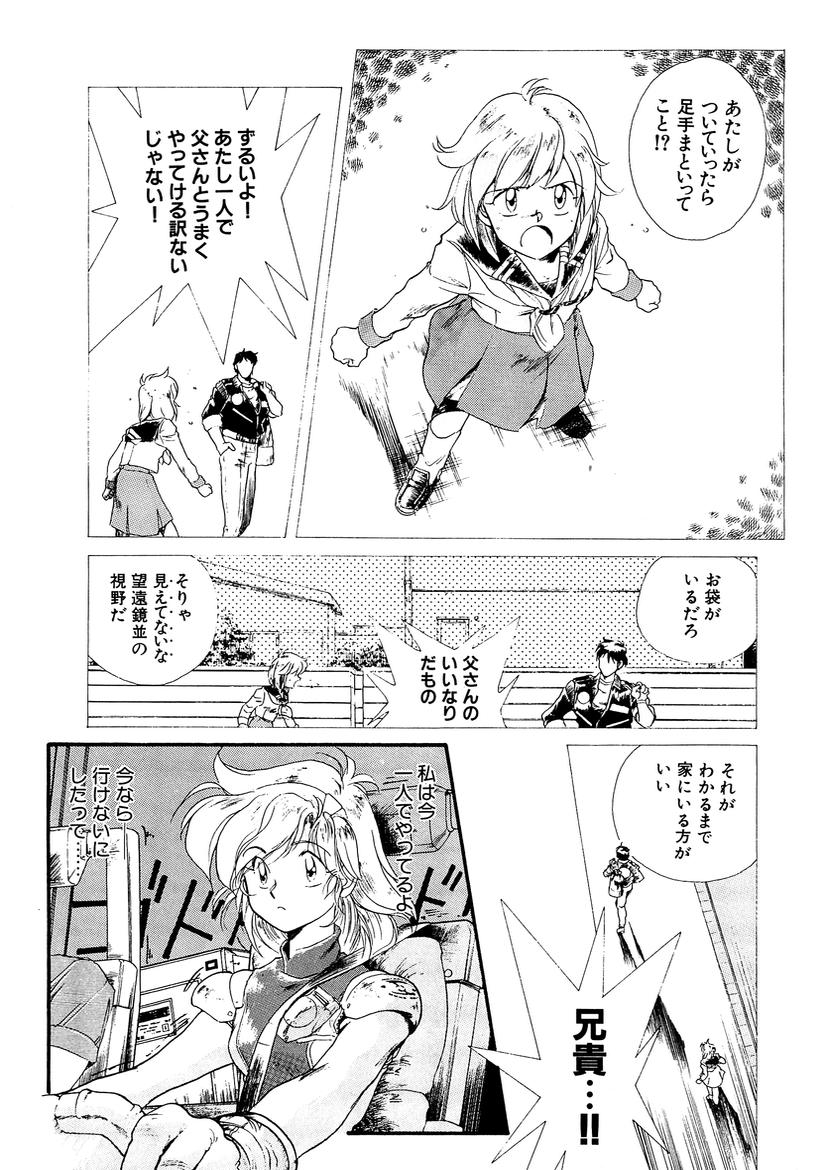 あたしが
ついていったら
足手まといって
こと!?
ずるいよ！
あたし一人で
父さんとうまく
やってける訳ない
じゃない！
お袋が
いるだろ
父さんの
いいなり
だもの
そりゃ
見えてないな
望遠鏡並の
視野だ
それが
わかるまで
家にいる方が
いい
兄貴…!!
私は今
一人でやってるよ
今なら
行けないに
したって……
ドドドド